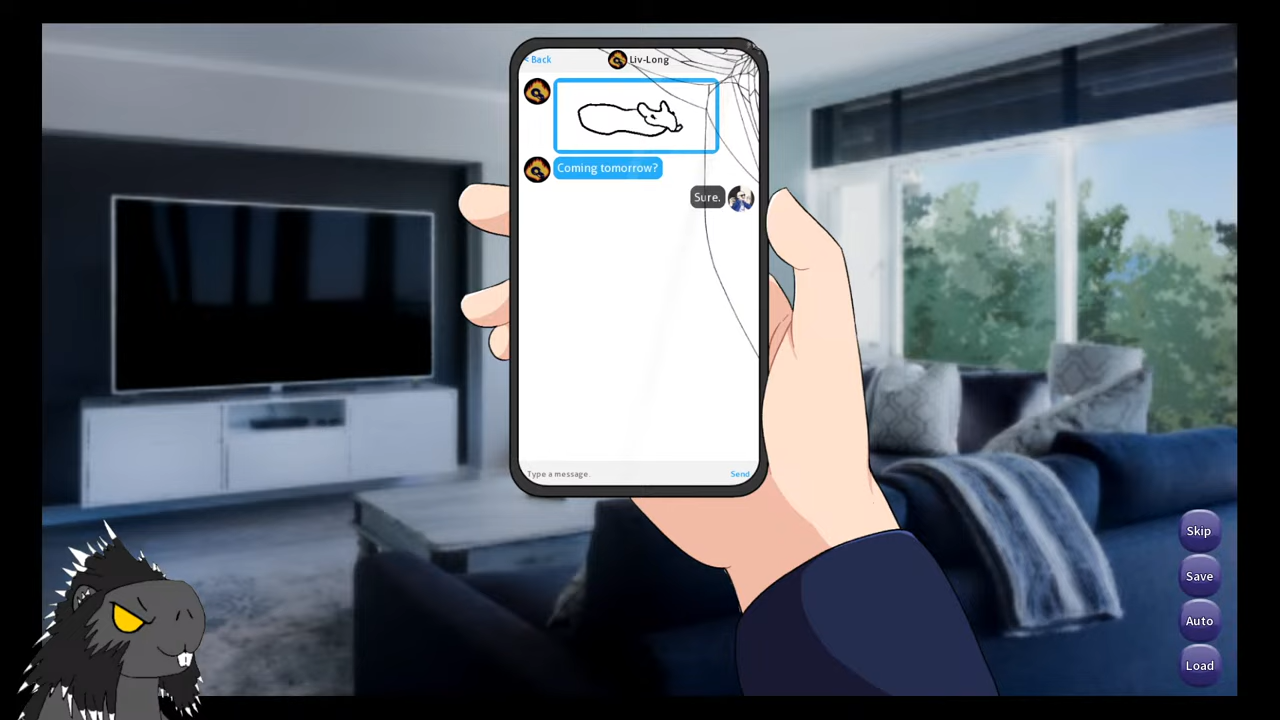 < Back
Liv-Long
Coming tomorrow?
Sure.
Type a message.
Send
Skip
Save
Auto
Load